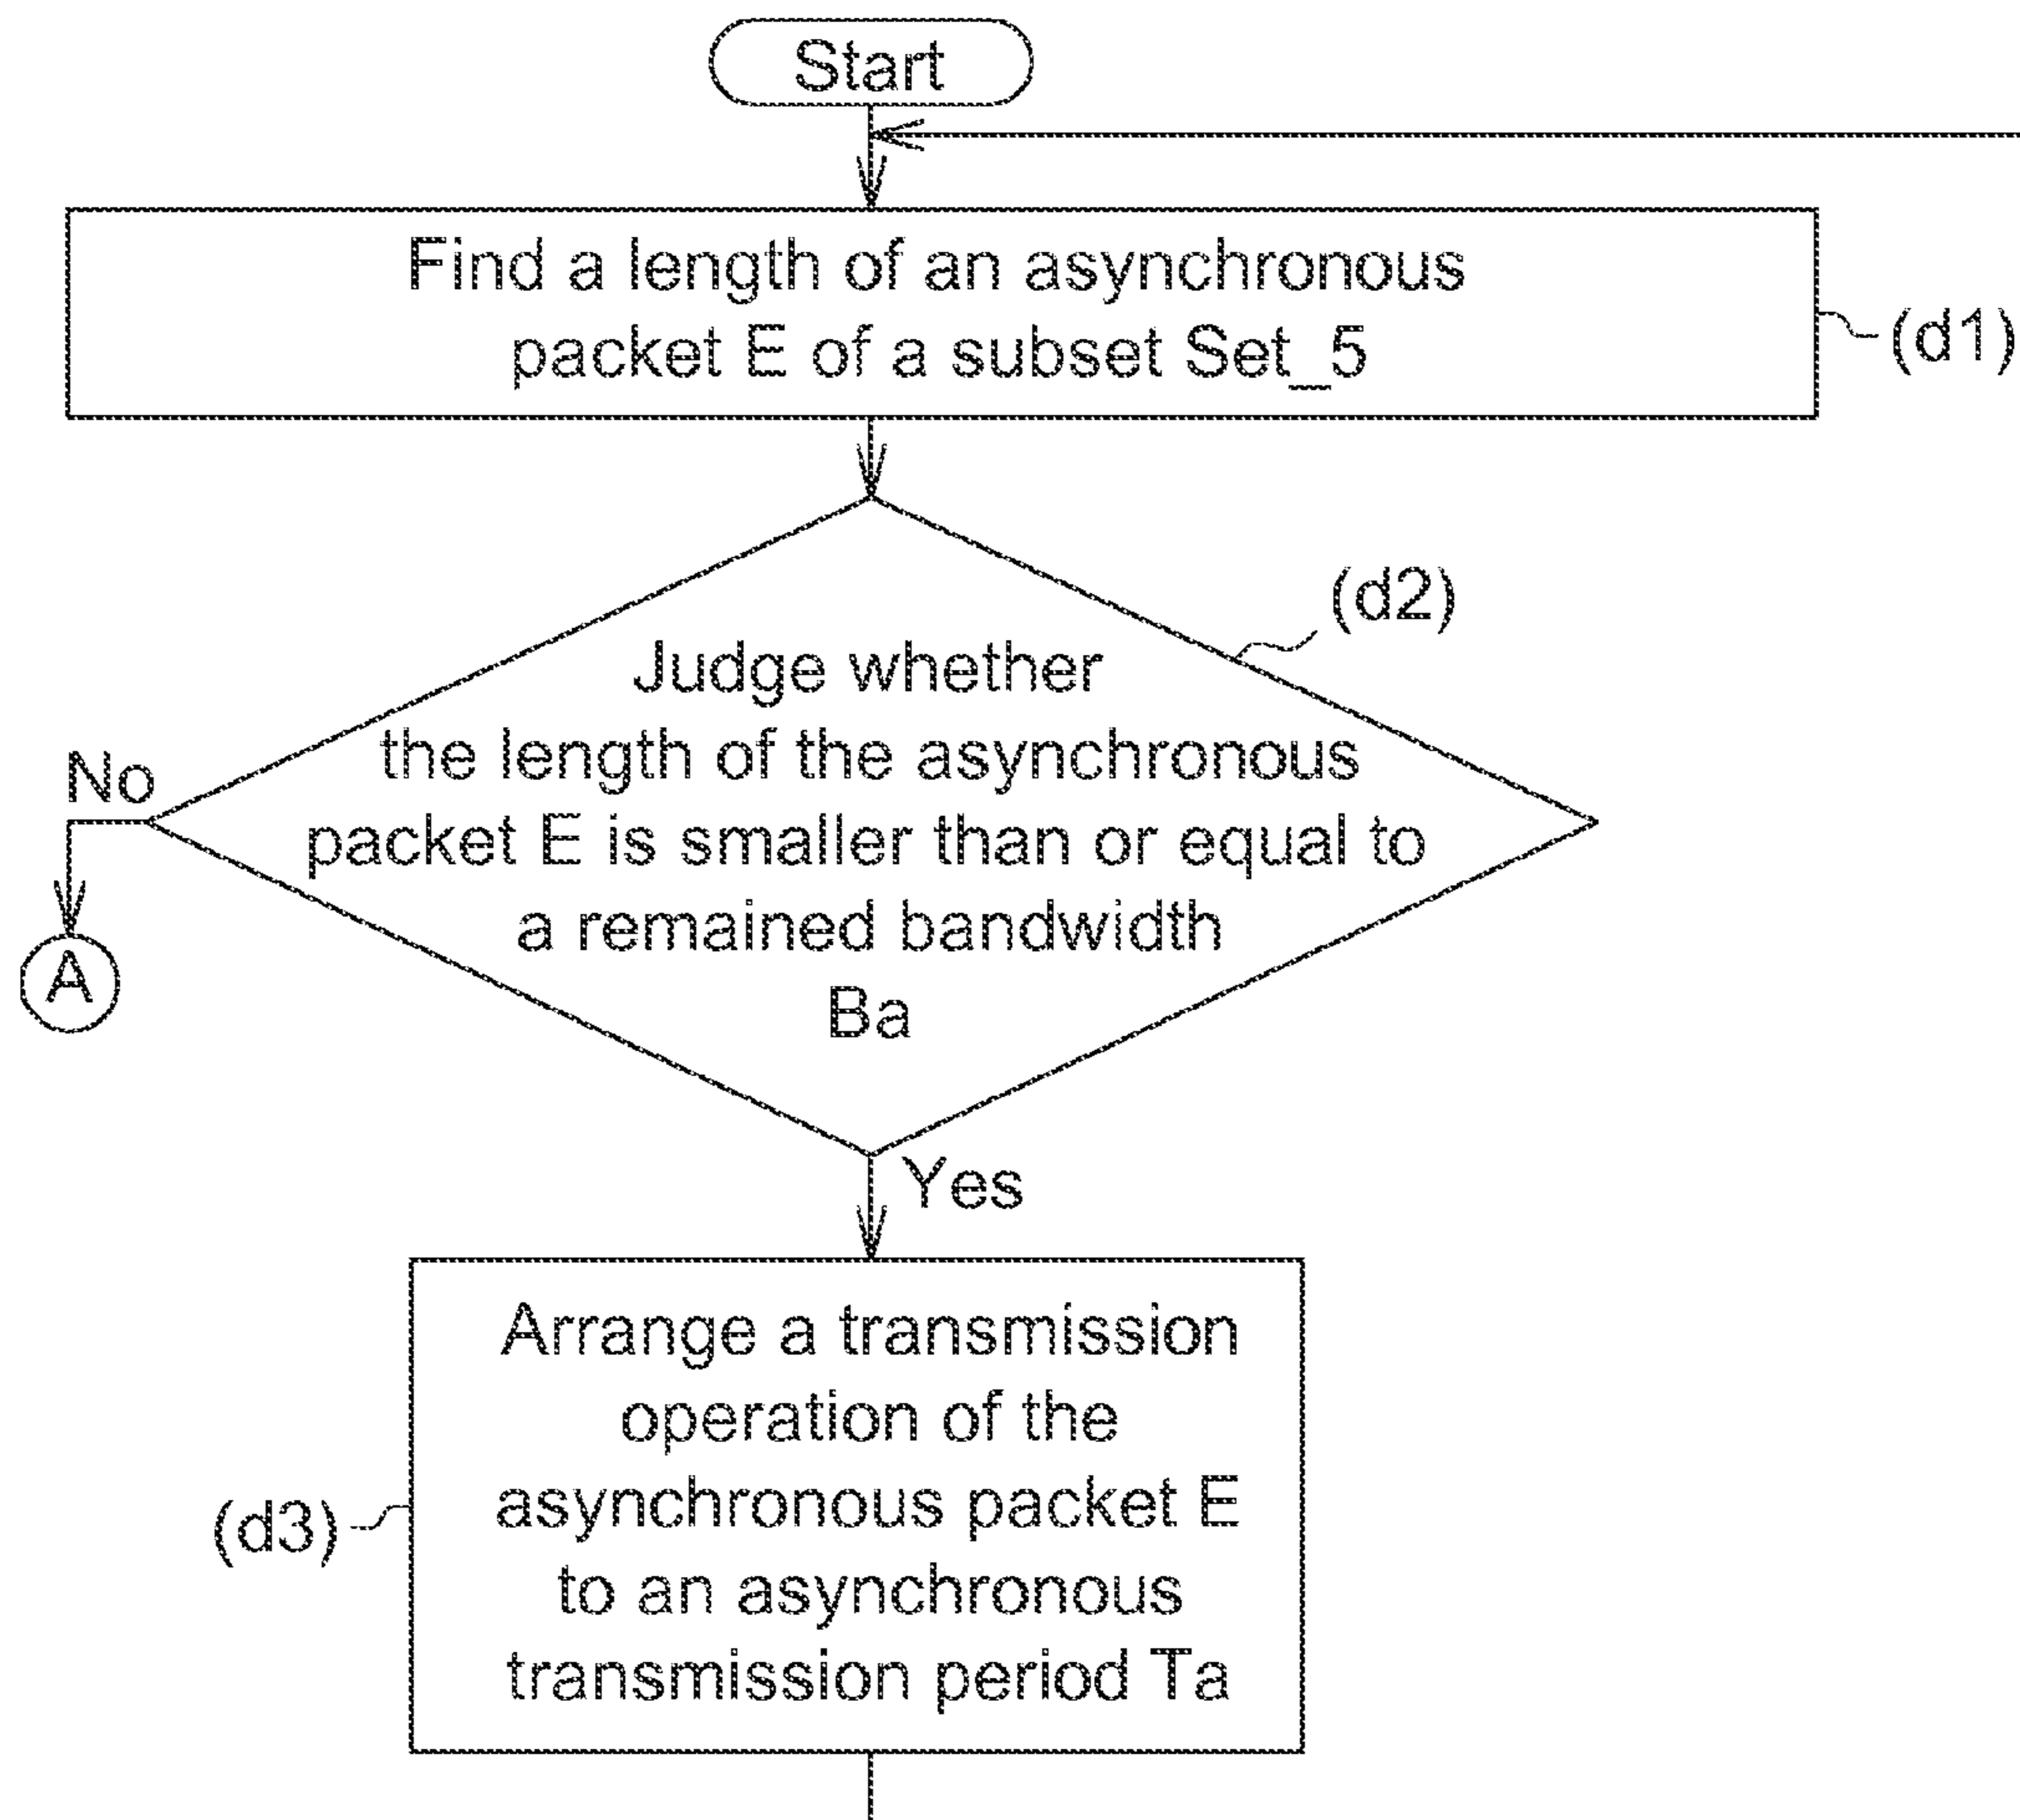 Start
Find a length of an asynchronous
packet E of a subset Set_5
(d1)
(d2)
Judge whether
the length of the asynchronous
packet E is smaller than or equal to
a remained bandwidth
Ba
No
A
Yes
Arrange a transmission
operation of the
asynchronous packet E
to an asynchronous
transmission period Ta
(d3)